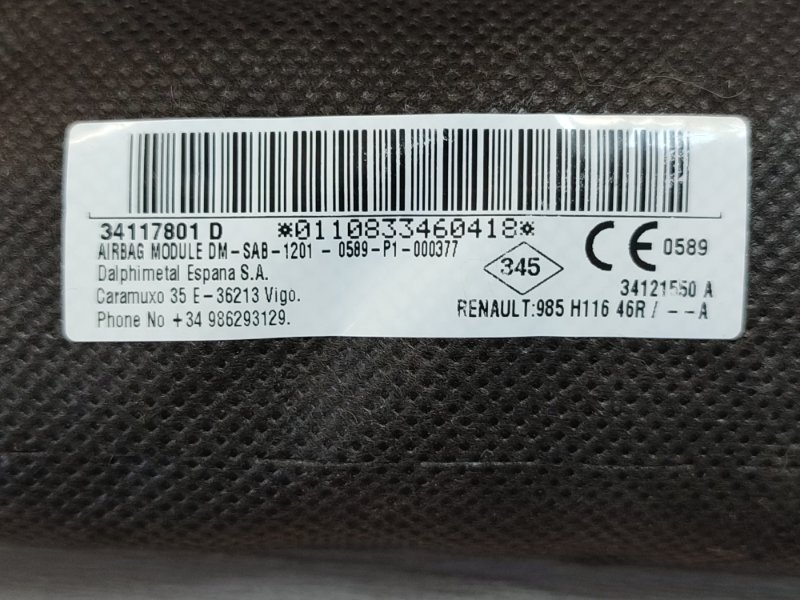 34117801 D *0110833460418*
AIRBAG MODULE DM-SAB-1201 - 0589-P1-000377
Dalphimetal Espana S.A.
Caramuxo 35 E-36213 Vigo.
Phone No +34 986293129.
345
CE 0589
34121550 A
RENAULT:985 H116 46R / --A